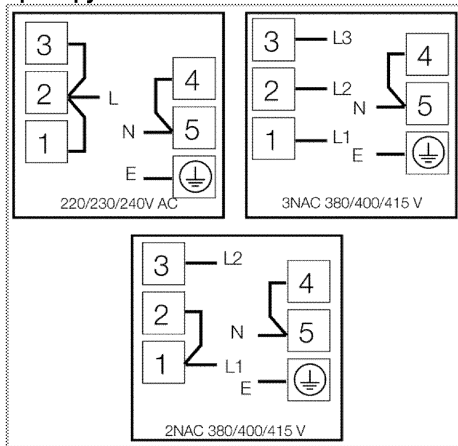 3
2 L 4
1 N 5
E
220/230/240V AC
3 L3
2 L2 4
1 L1 N 5
E
3NAC 380/400/415 V
3 L2
2 4
1 L1 N 5
E
2NAC 380/400/415 V